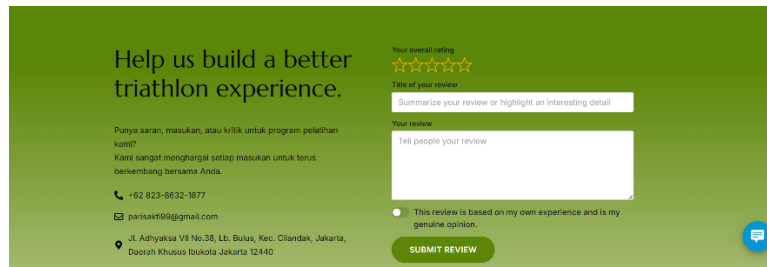 Help us build a better
triathlon experience.
Punya saran, masukan, atau kritik untuk program pelatihan
kami?
Kami sangat menghargai setiap masukan untuk terus
berkembang bersama Anda.
+62 823-8632-1877
parisakti99@gmail.com
Jl. Adhyaksa VII No.38, Lb. Bulus, Kec. Cilandak, Jakarta,
Daerah Khusus Ibukota Jakarta 12440
Your overall rating
Title of your review
Summarize your review or highlight an interesting detail
Your review
Tell people your review
This review is based on my own experience and is my
genuine opinion.
SUBMIT REVIEW